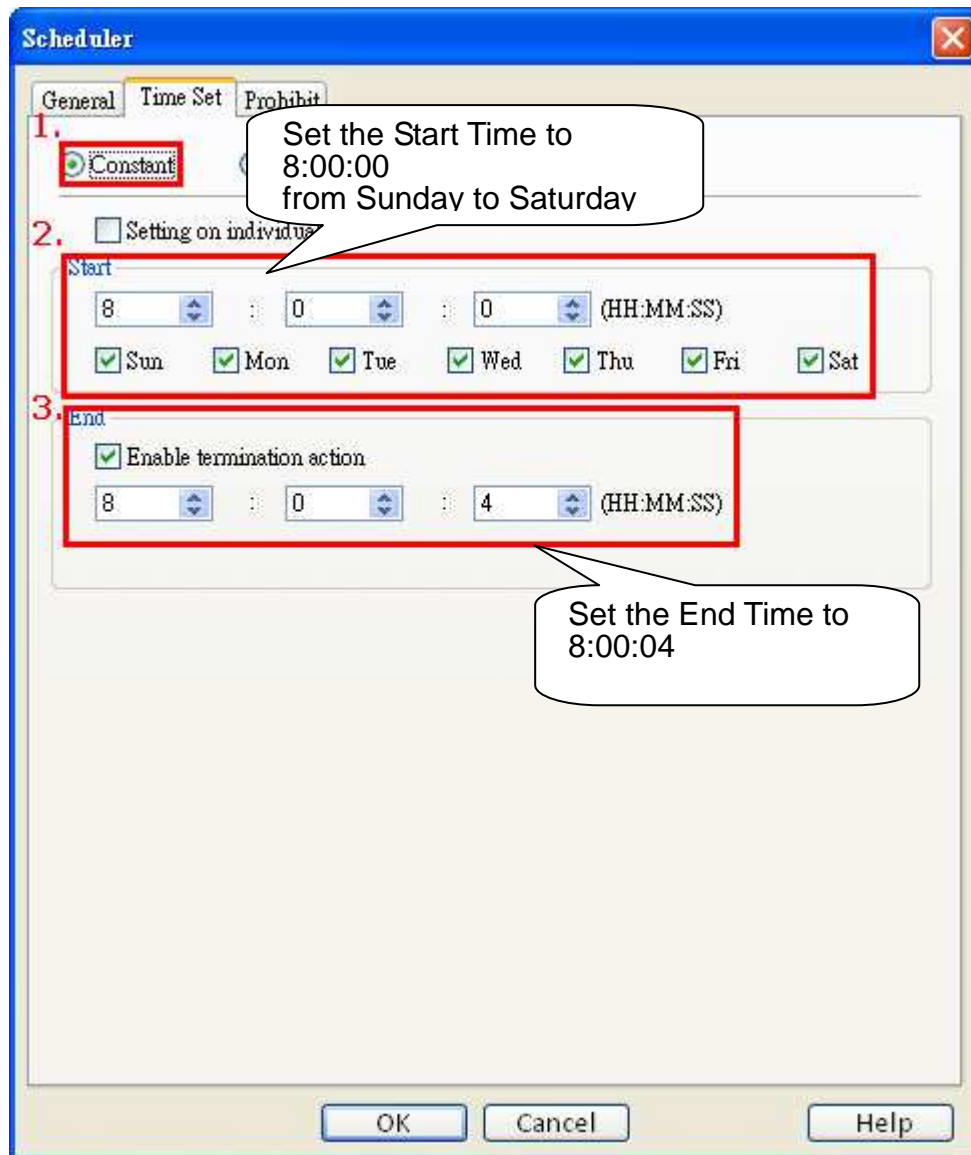 Scheduler
General Time Set Prohibit
1.
Constant
Set the Start Time to
8:00:00
from Sunday to Saturday
2. Setting on individual
Start
8 : 0 : 0 (HH:MM:SS)
Sun Mon Tue Wed Thu Fri Sat
3. End
Enable termination action
8 : 0 : 4 (HH:MM:SS)
Set the End Time to
8:00:04
OK Cancel Help